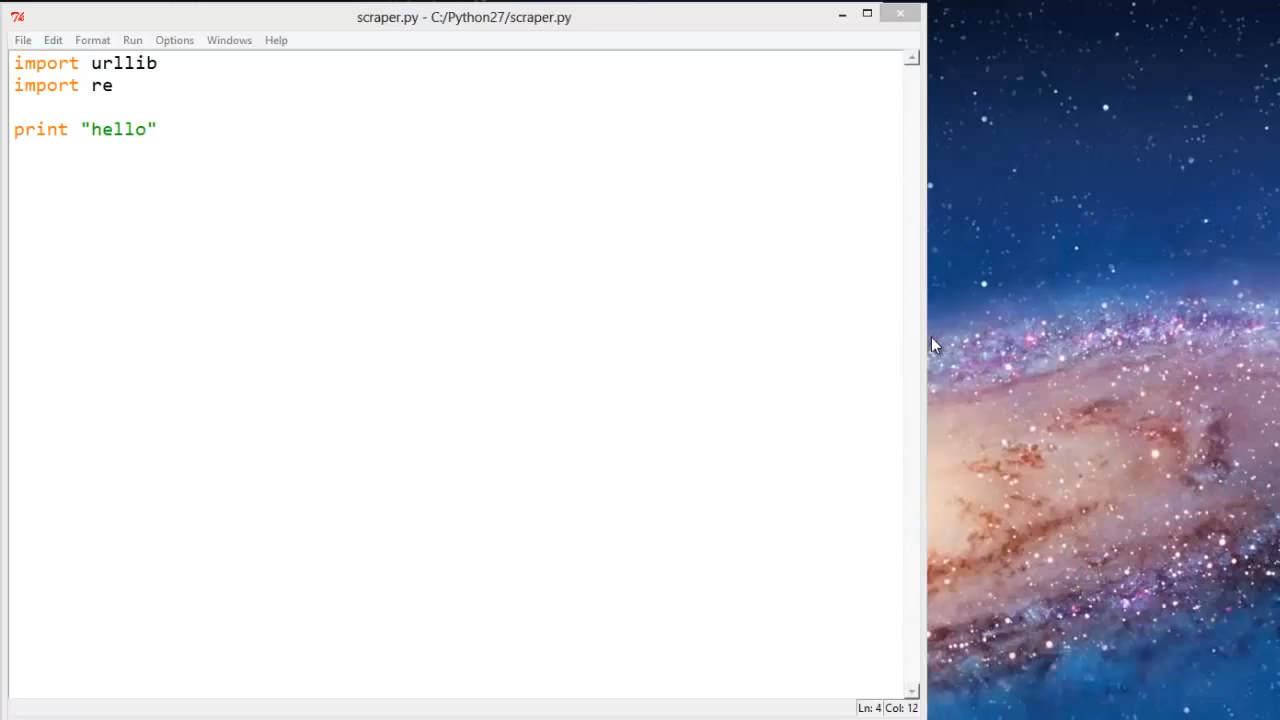 scraper.py - C:/Python27/scraper.py
File Edit Format Run Options Windows Help
import urllib
import re
print "hello"
Ln: 4 Col: 12